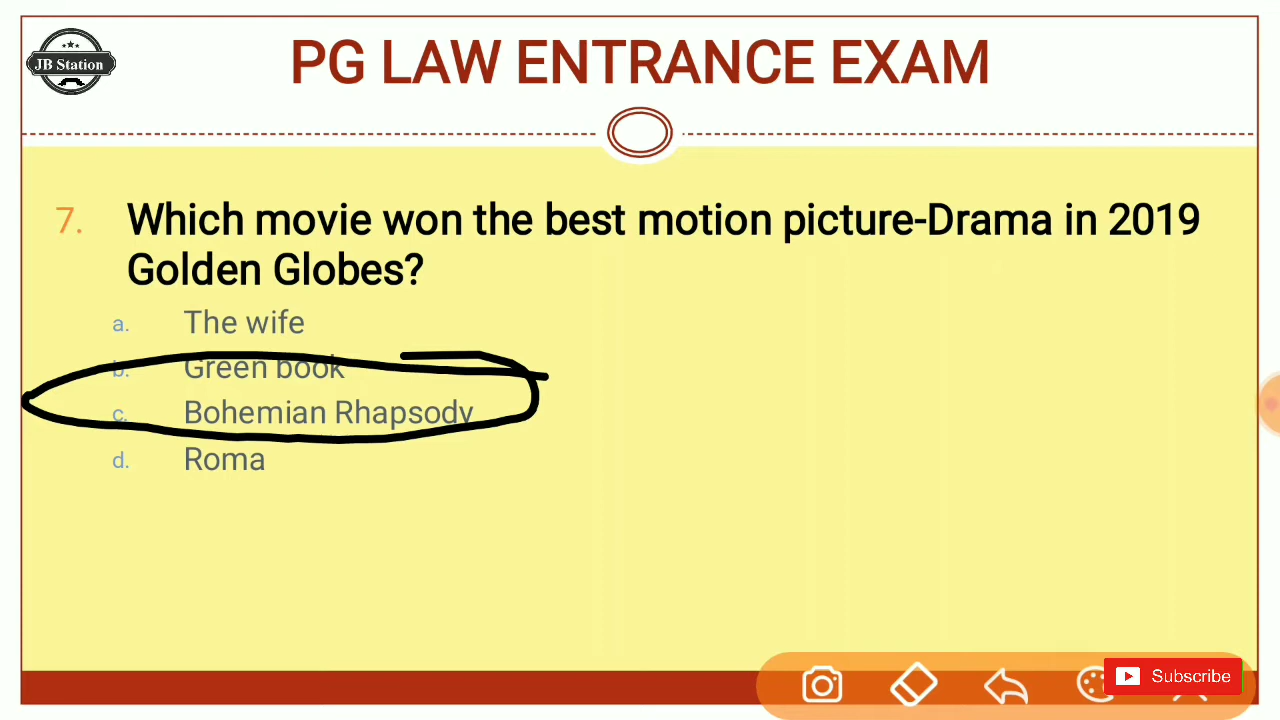 JB Station
PG LAW ENTRANCE EXAM
7. Which movie won the best motion picture-Drama in 2019
Golden Globes?
a. The wife
b. Green book
c. Bohemian Rhapsody
d. Roma
Subscribe